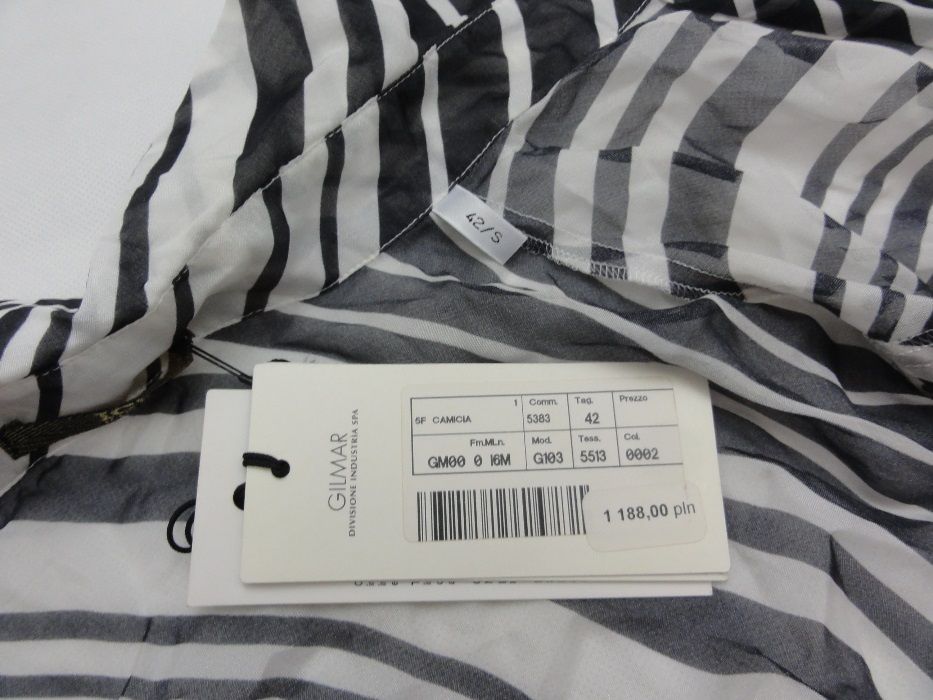 42/S
GILMAR
DIVISIONE INDUSTRIA SPA
1 Comm. Tag. Prezzo
5F CAMICIA 5383 42
Fm.MLn. Mod. Tess. Col.
GM00 0 I6M G103 5513 0002
1 188,00 pln